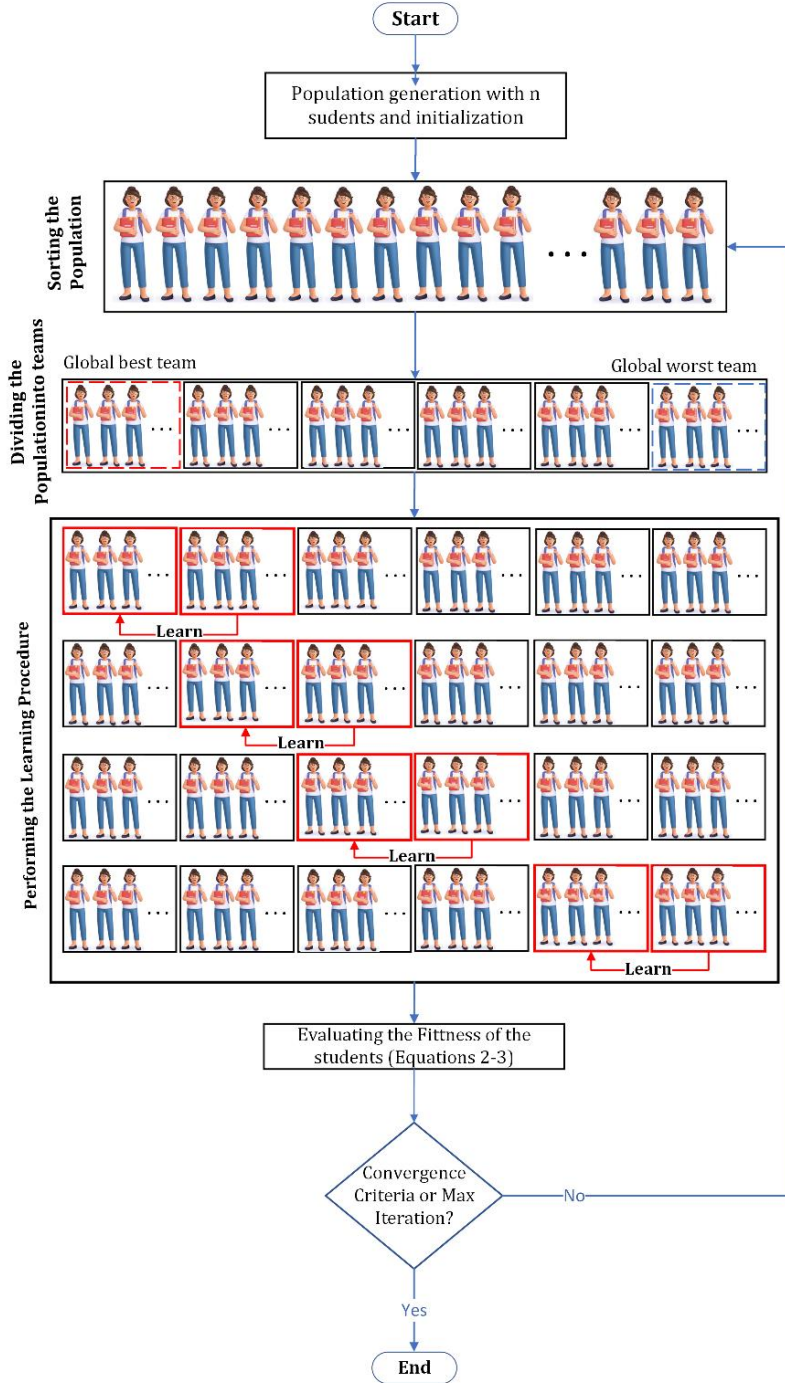 Start
Population generation with n
sudents and initialization
Sorting the
Population
. . .
Dividing the
Populationinto teams
Global best team
Global worst team
Performing the Learning Procedure
Learn
Learn
Learn
Learn
Evaluating the Fittness of the
students (Equations 2-3)
Convergence
Criteria or Max
Iteration?
No
Yes
End